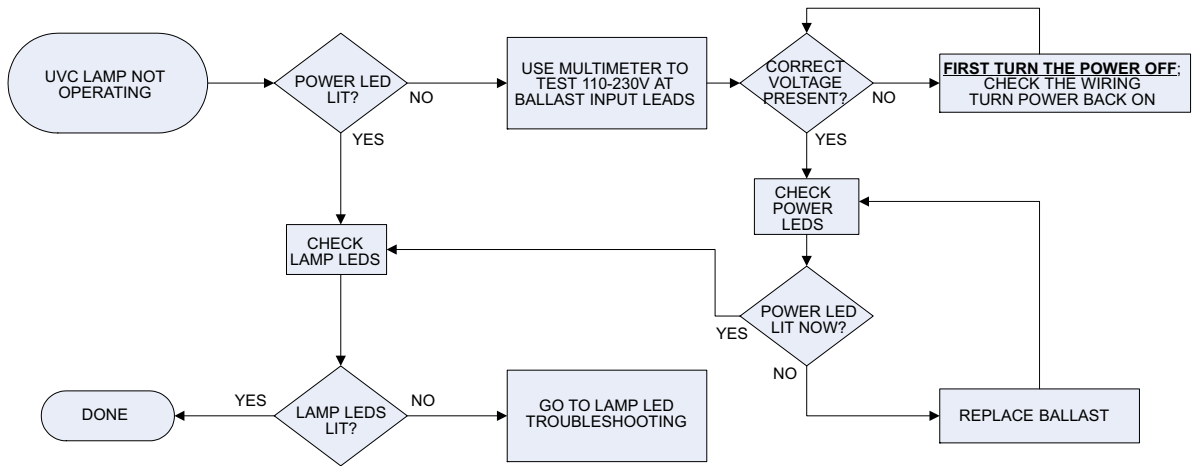 UVC LAMP NOT
OPERATING
POWER LED
LIT?
NO
YES
USE MULTIMETER TO
TEST 110-230V AT
BALLAST INPUT LEADS
CORRECT
VOLTAGE
PRESENT?
NO
YES
FIRST TURN THE POWER OFF;
CHECK THE WIRING
TURN POWER BACK ON
CHECK
POWER
LEDS
CHECK
LAMP LEDS
POWER LED
LIT NOW?
YES
NO
DONE
YES
LAMP LEDS
LIT?
NO
GO TO LAMP LED
TROUBLESHOOTING
REPLACE BALLAST